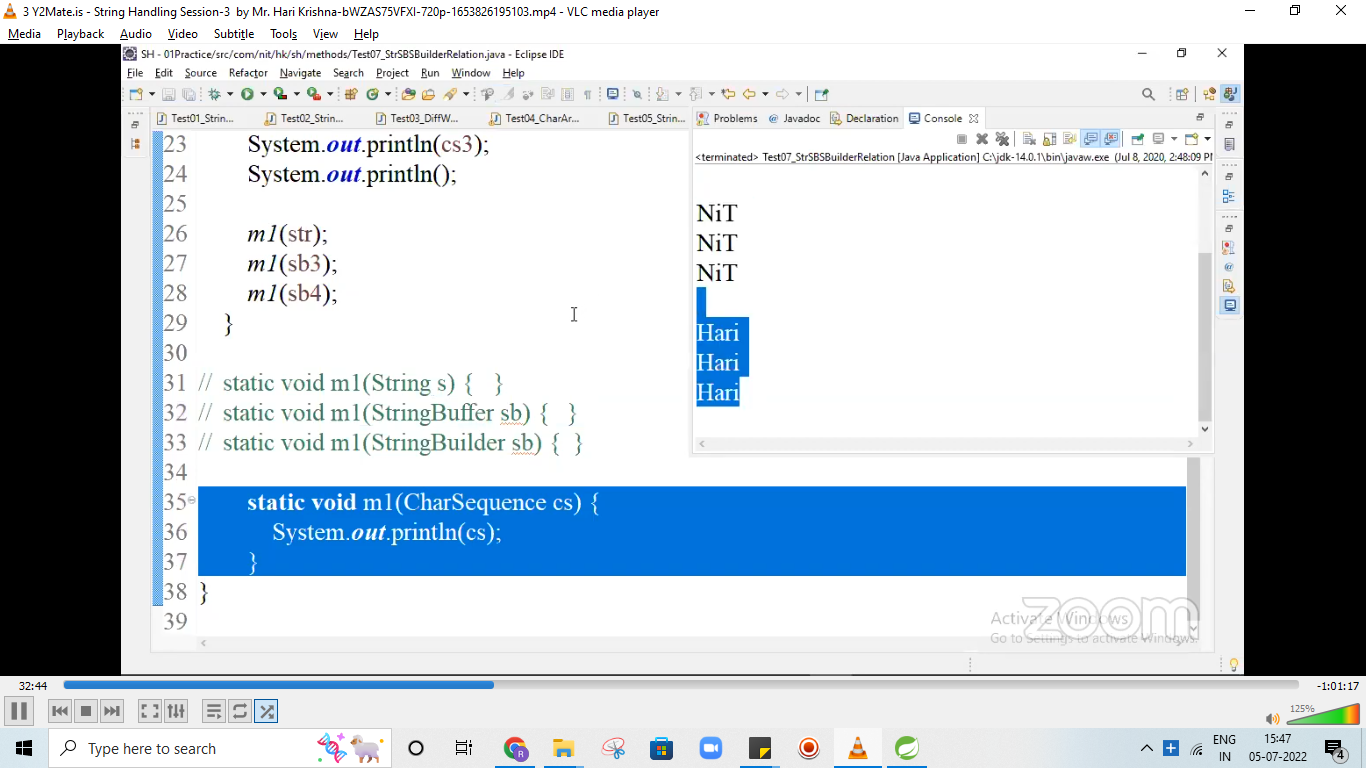 3 Y2Mate.is - String Handling Session-3 by Mr. Hari Krishna-bWZAS75VFXI-720p-1653826195103.mp4 - VLC media player
Media Playback Audio Video Subtitle Tools View Help
SH - 01Practice/src/com/nit/hk/sh/methods/Test07_StrSBSBuilderRelation.java - Eclipse IDE
File Edit Source Refactor Navigate Search Project Run Window Help
Test01_Strin... Test02_Strin... Test03_DiffW... Test04_CharAr... Test05_Strin... Problems Javadoc Declaration Console
<terminated> Test07_StrSBSBuilderRelation [Java Application] C:\jdk-14.0.1\bin\javaw.exe (Jul 8, 2020, 2:48:09 PM
23 System.out.println(cs3);
24 System.out.println();
25
26 m1(str);
27 m1(sb3);
28 m1(sb4);
29 }
30
31 // static void m1(String s) { }
32 // static void m1(StringBuffer sb) { }
33 // static void m1(StringBuilder sb) { }
34
35 static void m1(CharSequence cs) {
36 System.out.println(cs);
37 }
38 }
39
NiT
NiT
NiT
Hari
Hari
Hari
zoom
Activate Windows
Go to Settings to activate Windows.
32:44
-1:01:17
125%
Type here to search
R
ENG
IN
15:47
05-07-2022
4